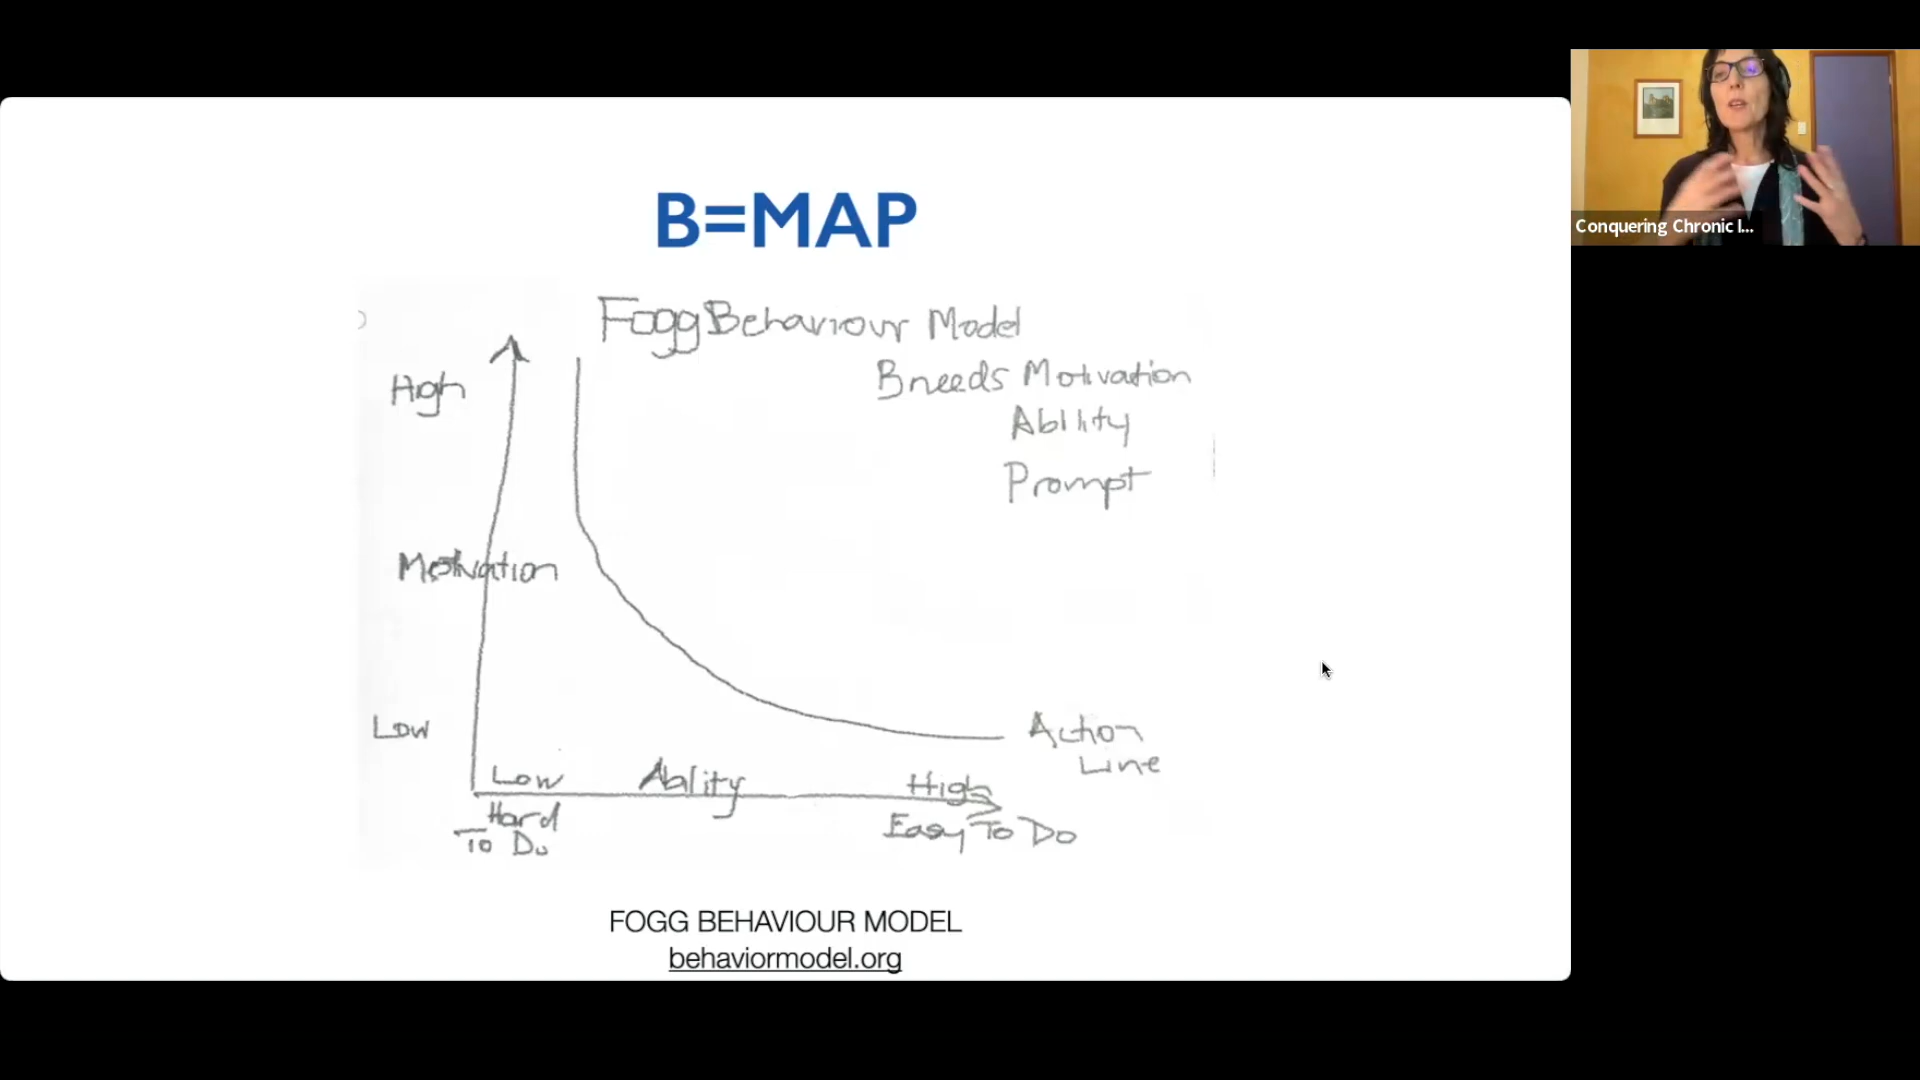 B=MAP
Fogg Behaviour Model
B needs Motivation
Ability
Prompt
High
Motivation
Low
Action
Line
Low Ability High
Hard
To Do
Easy To Do
FOGG BEHAVIOUR MODEL
behaviormodel.org
Conquering Chronic I...